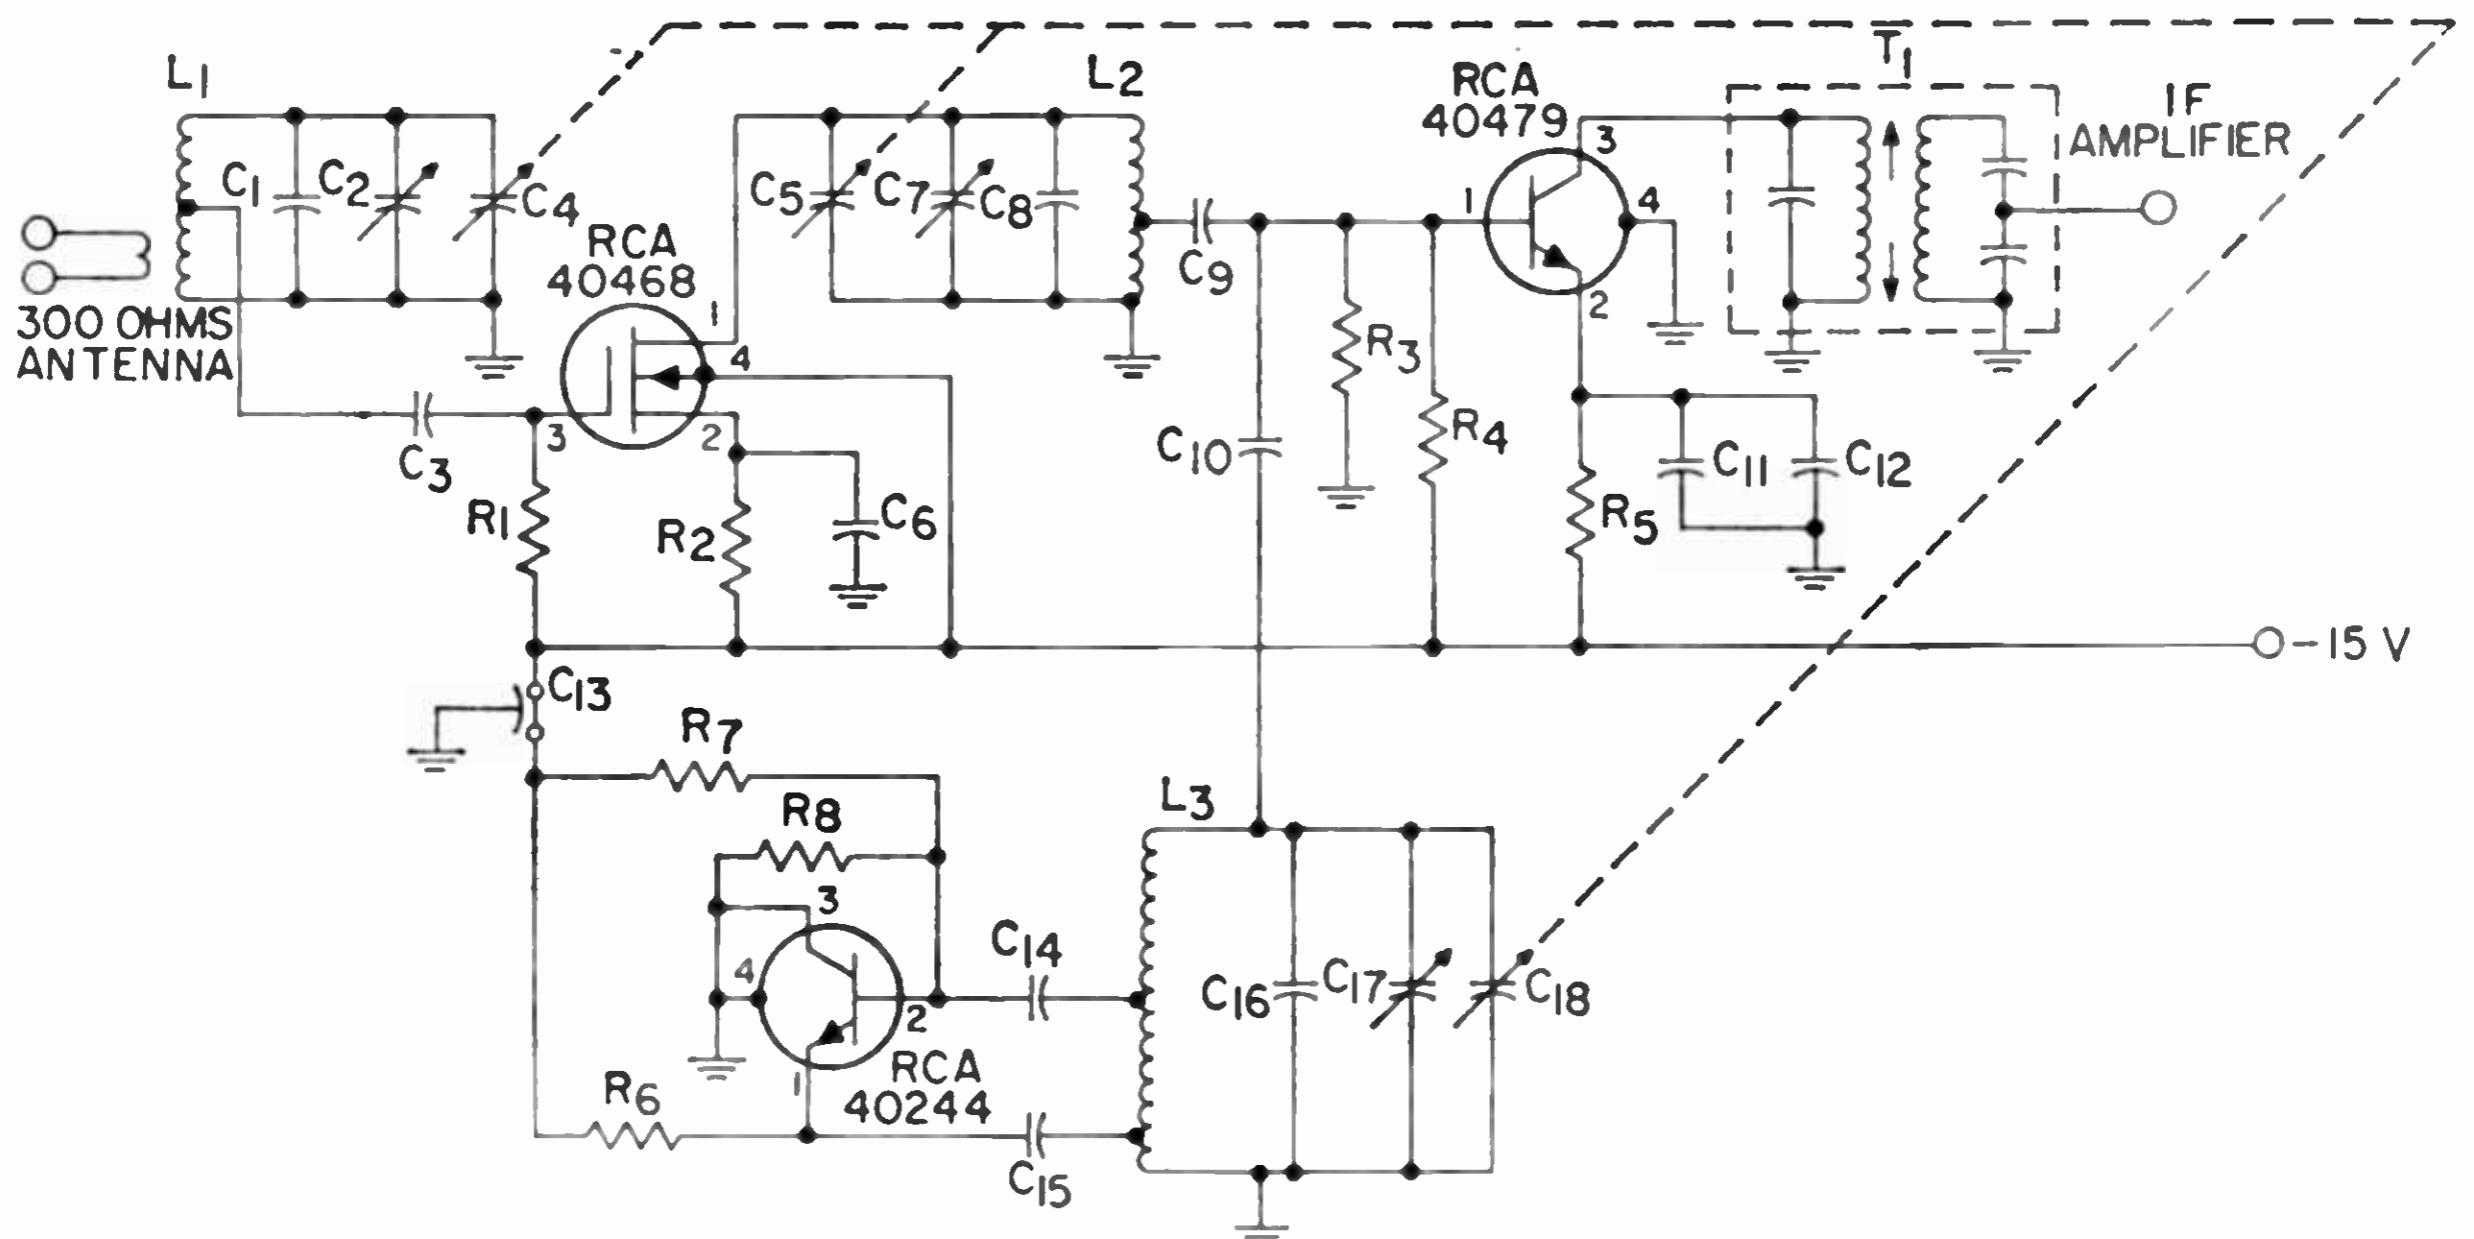 L1
L2
T1
RCA
40479
IF
AMPLIFIER
3
C1
C2
C4
C5
C7
C8
1
4
RCA
40468
C9
2
300 OHMS
ANTENNA
1
4
R3
3
2
C3
C10
R4
C11
C12
R1
R2
C6
R5
-15 V
C13
R7
L3
R8
3
C14
4
C16
C17
C18
2
RCA
40244
1
R6
C15